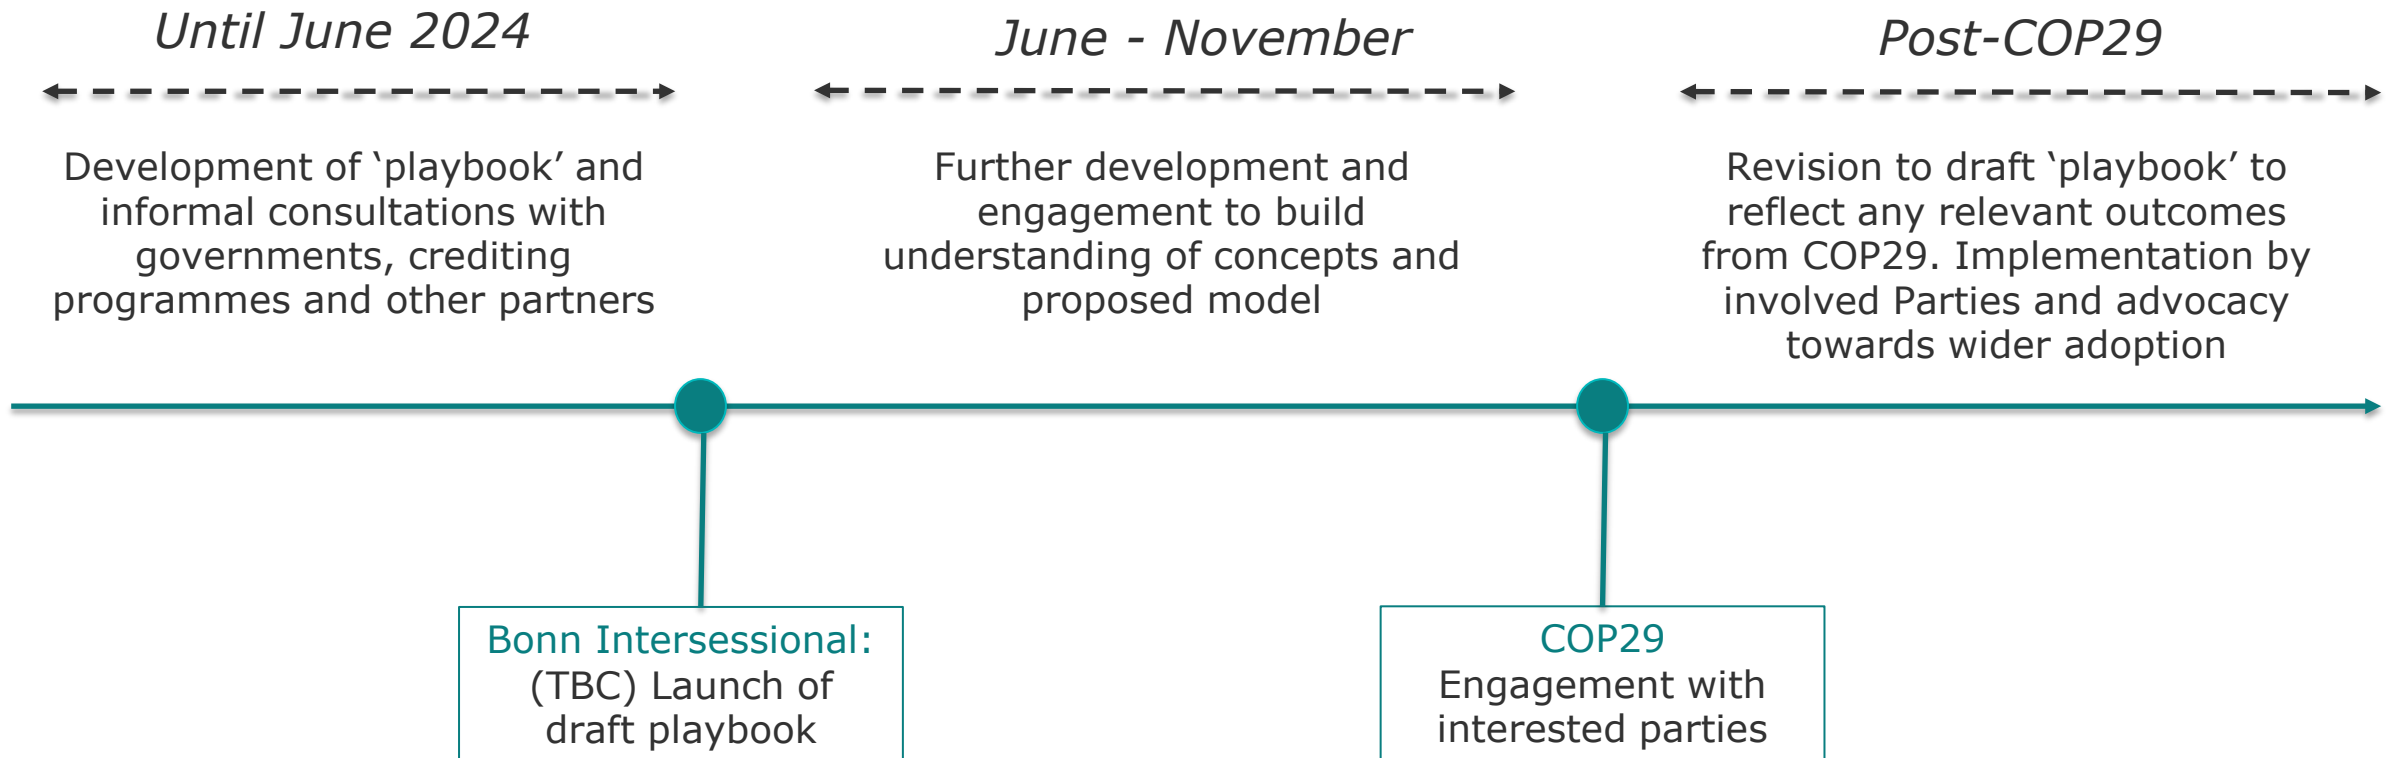 Until June 2024
Development of ‘playbook’ and
informal consultations with
governments, crediting
programmes and other partners
June - November
Further development and
engagement to build
understanding of concepts and
proposed model
Post-COP29
Revision to draft ‘playbook’ to
reflect any relevant outcomes
from COP29. Implementation by
involved Parties and advocacy
towards wider adoption
Bonn Intersessional:
(TBC) Launch of
draft playbook
COP29
Engagement with
interested parties